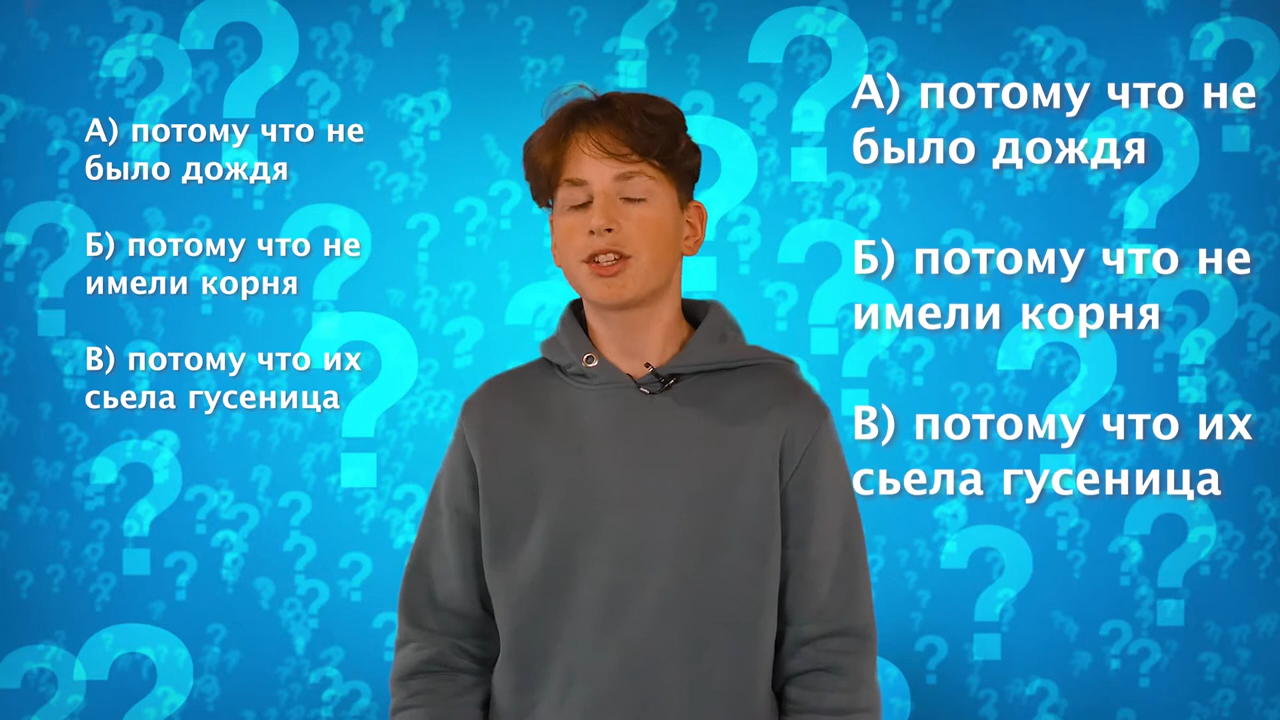 А) потому что не
было дождя
Б) потому что не
имели корня
В) потому что их
сьела гусеница
А) потому что не
было дождя
Б) потому что не
имели корня
В) потому что их
сьела гусеница